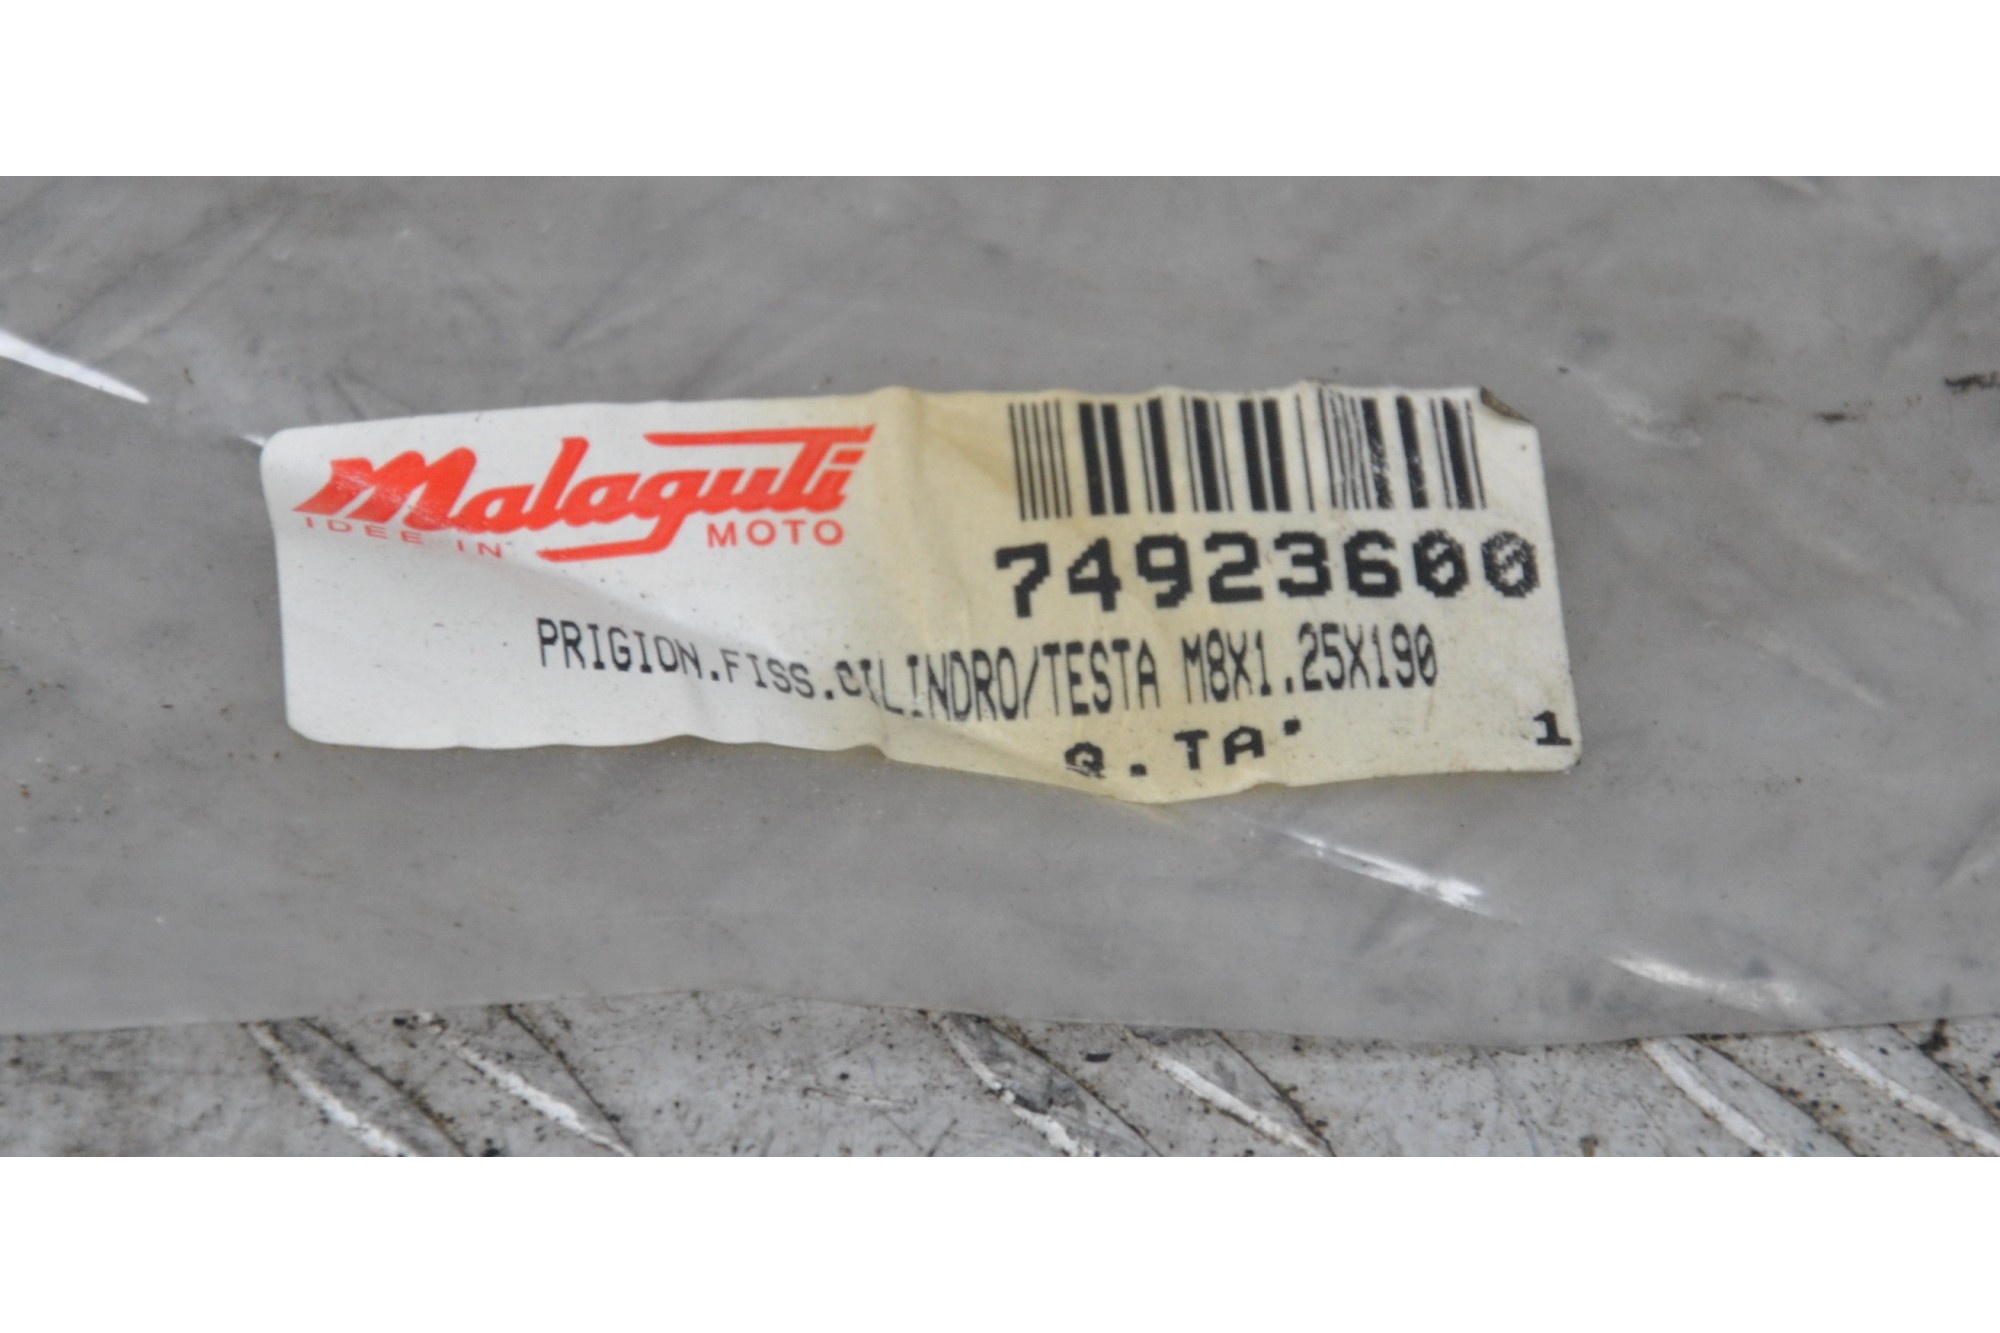 Malaguti
IDEE IN MOTO
74923600
PRIGION.FISS.CILINDRO/TESTA M8X1.25X190
Q.TA' 1